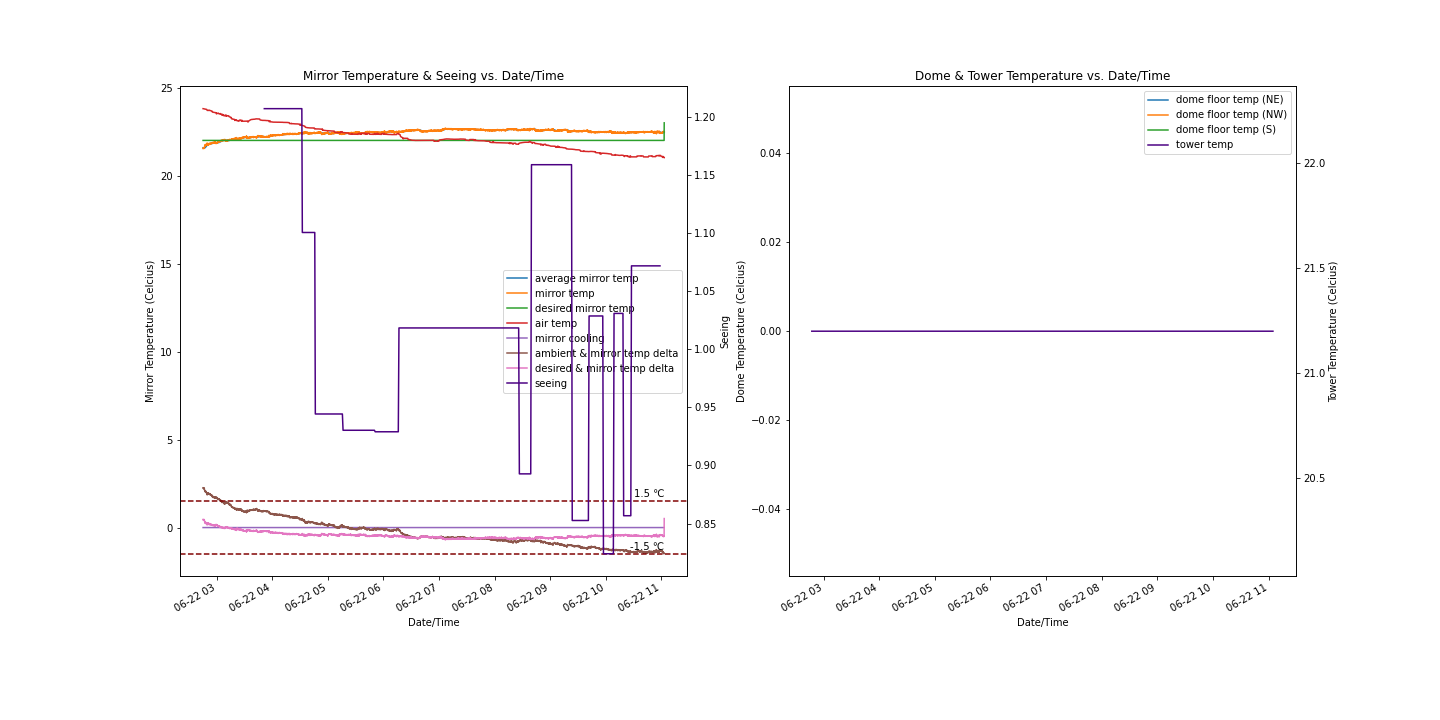 Mirror Temperature & Seeing vs. Date/Time
25
20
15
10
5
0
Mirror Temperature (Celcius)
1.20
1.15
1.10
1.05
1.00
0.95
0.90
0.85
Seeing
average mirror temp
mirror temp
desired mirror temp
air temp
mirror cooling
ambient & mirror temp delta
desired & mirror temp delta
seeing
1.5 °C
-1.5 °C
06-22 03
06-22 04
06-22 05
06-22 06
06-22 07
06-22 08
06-22 09
06-22 10
06-22 11
Date/Time
Dome & Tower Temperature vs. Date/Time
dome floor temp (NE)
dome floor temp (NW)
dome floor temp (S)
tower temp
0.04
0.02
0.00
−0.02
−0.04
Dome Temperature (Celcius)
22.0
21.5
21.0
20.5
Tower Temperature (Celcius)
06-22 03
06-22 04
06-22 05
06-22 06
06-22 07
06-22 08
06-22 09
06-22 10
06-22 11
Date/Time